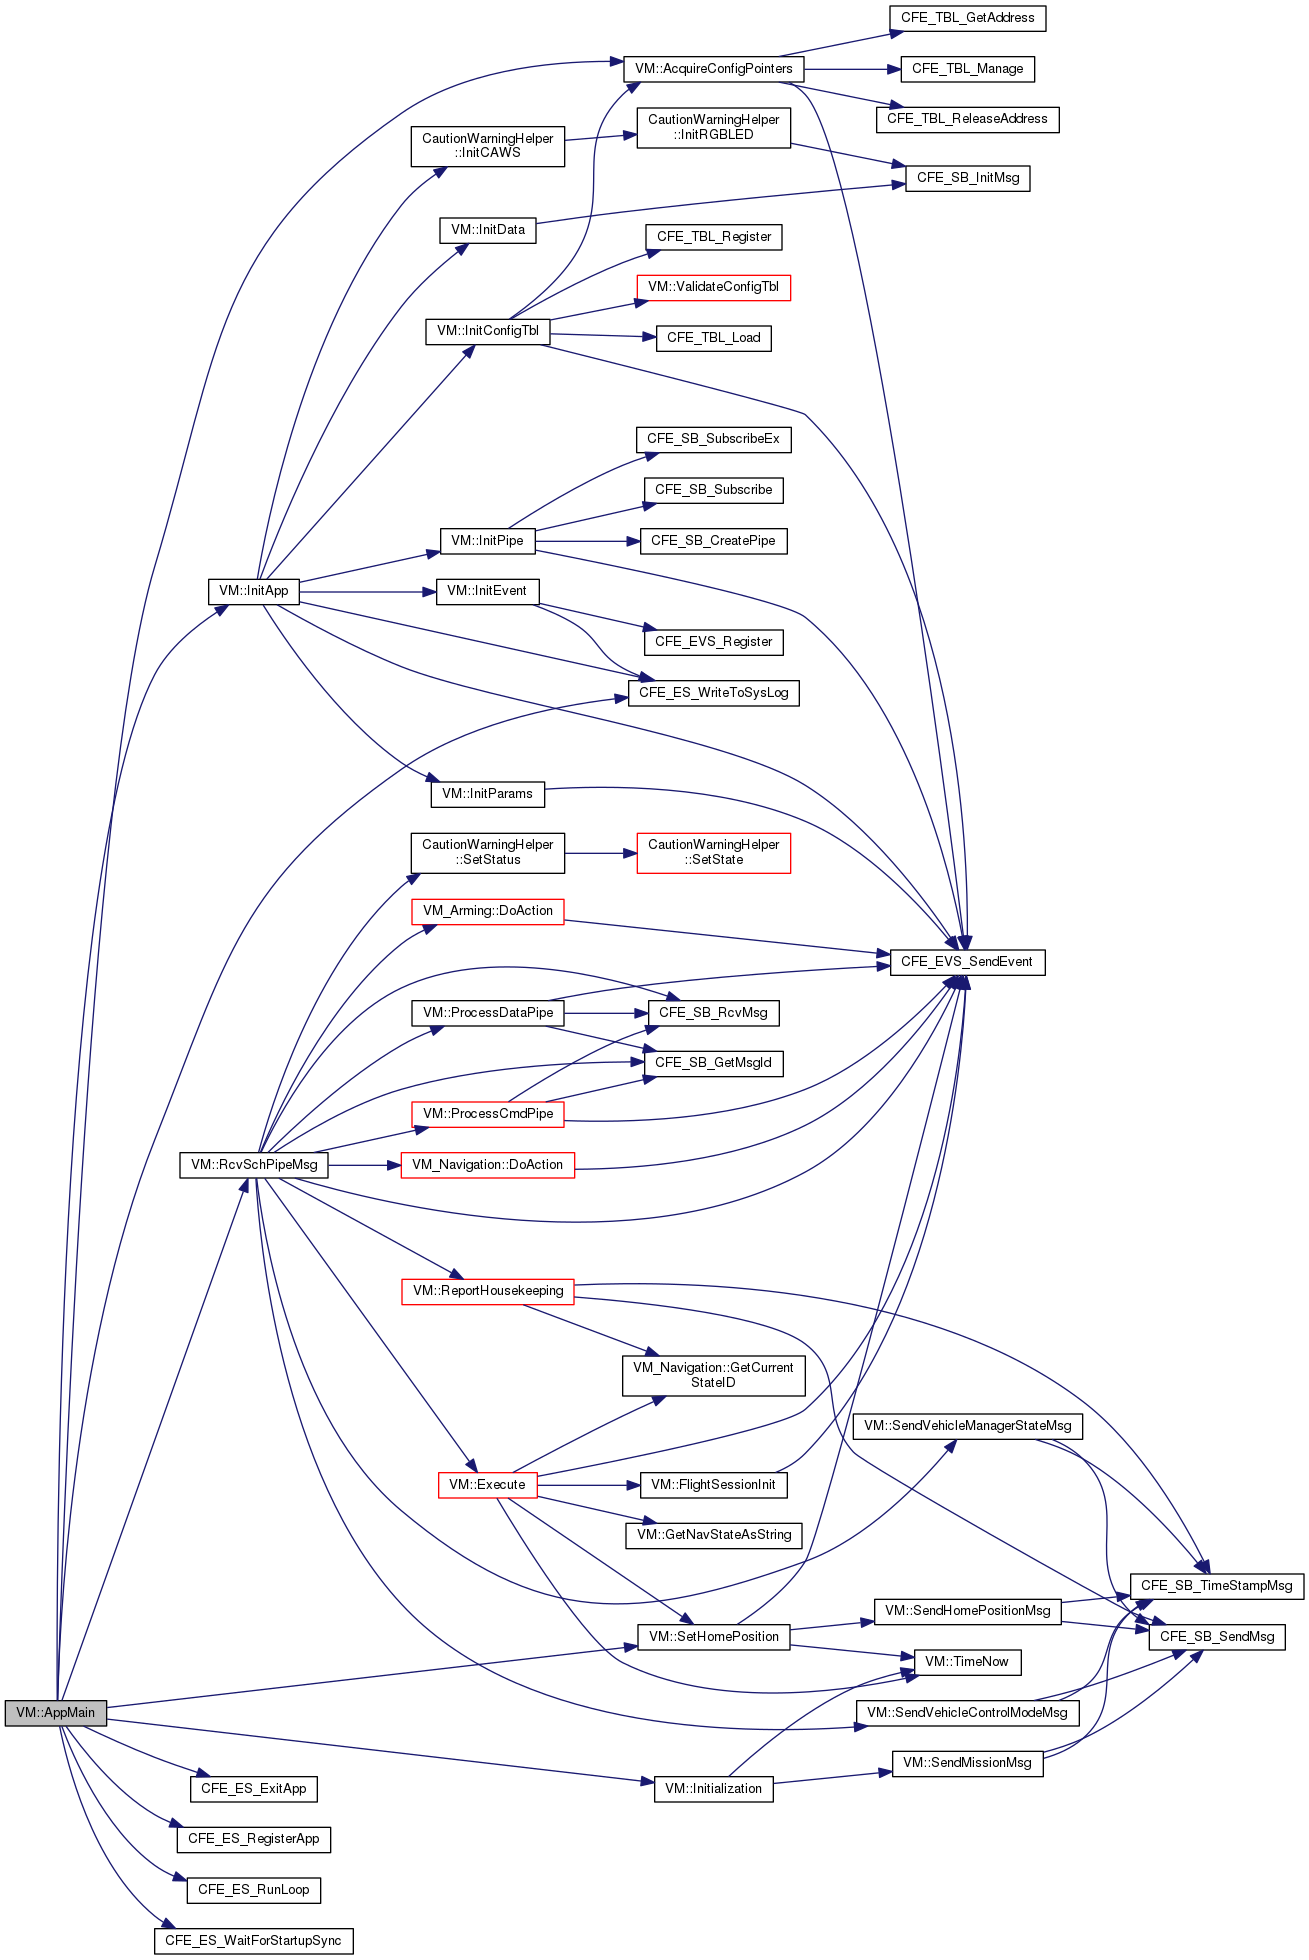 CFE_TBL_GetAddress
VM::AcquireConfigPointers
CFE_TBL_Manage
CFE_TBL_ReleaseAddress
CautionWarningHelper
::InitRGBLED
CautionWarningHelper
::InitCAWS
CFE_SB_InitMsg
VM::InitData
CFE_TBL_Register
VM::ValidateConfigTbl
VM::InitConfigTbl
CFE_TBL_Load
CFE_SB_SubscribeEx
CFE_SB_Subscribe
VM::InitPipe
CFE_SB_CreatePipe
VM::InitApp
VM::InitEvent
CFE_EVS_Register
CFE_ES_WriteToSysLog
VM::InitParams
CautionWarningHelper
::SetStatus
CautionWarningHelper
::SetState
VM_Arming::DoAction
CFE_EVS_SendEvent
VM::ProcessDataPipe
CFE_SB_RcvMsg
CFE_SB_GetMsgId
VM::ProcessCmdPipe
VM::RcvSchPipeMsg
VM_Navigation::DoAction
VM::ReportHousekeeping
VM_Navigation::GetCurrent
StateID
VM::SendVehicleManagerStateMsg
VM::Execute
VM::FlightSessionInit
VM::GetNavStateAsString
CFE_SB_TimeStampMsg
VM::SendHomePositionMsg
VM::SetHomePosition
CFE_SB_SendMsg
VM::TimeNow
VM::AppMain
VM::SendVehicleControlModeMsg
VM::SendMissionMsg
CFE_ES_ExitApp
VM::Initialization
CFE_ES_RegisterApp
CFE_ES_RunLoop
CFE_ES_WaitForStartupSync